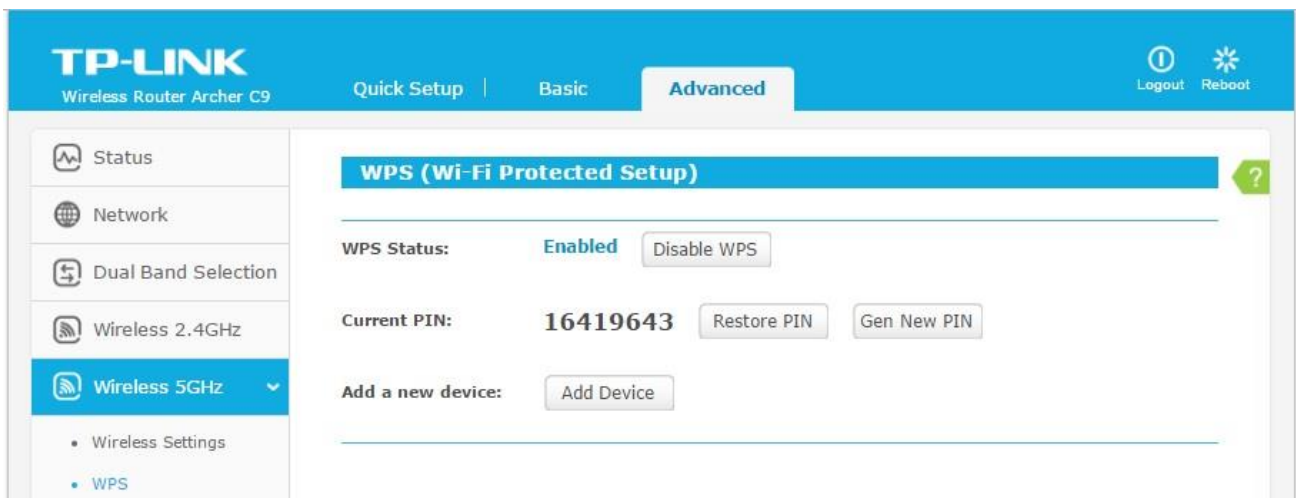 TP-LINK
Wireless Router Archer C9
Quick Setup
Basic
Advanced
Logout
Reboot
Status
Network
Dual Band Selection
Wireless 2.4GHz
Wireless 5GHz
Wireless Settings
WPS
WPS (Wi-Fi Protected Setup)
?
WPS Status: Enabled Disable WPS
Current PIN: 16419643 Restore PIN Gen New PIN
Add a new device: Add Device